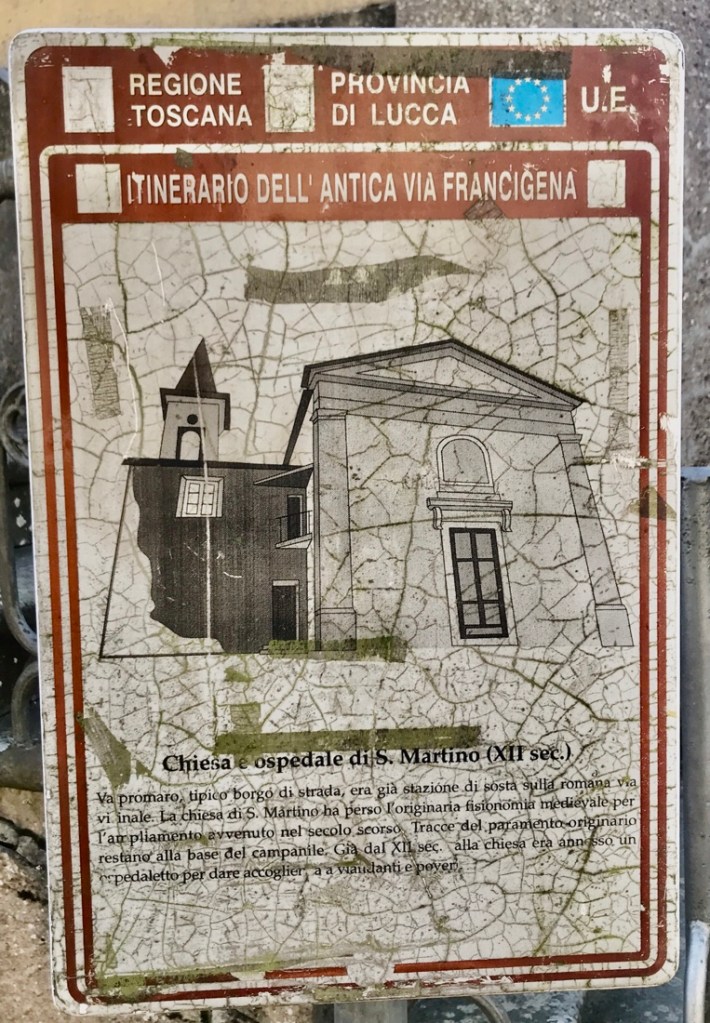 REGIONE
TOSCANA
PROVINCIA
DI LUCCA
U.E.
ITINERARIO DELL' ANTICA VIA FRANCIGENA
Chiesa e ospedale di S. Martino (XII sec.)
Va promaro, tipico borgo di strada, era già stazione di sosta sulla romana via
vi inale. La chiesa di S. Martino ha perso l'originaria fisionomia medievale per
l'ampliamento avvenuto nel secolo scorso. Tracce del paramento originario
restano alla base del campanile. Già dal XII sec. alla chiesa era annesso un
ospedaletto per dare accoglien a a viandanti e poveri.